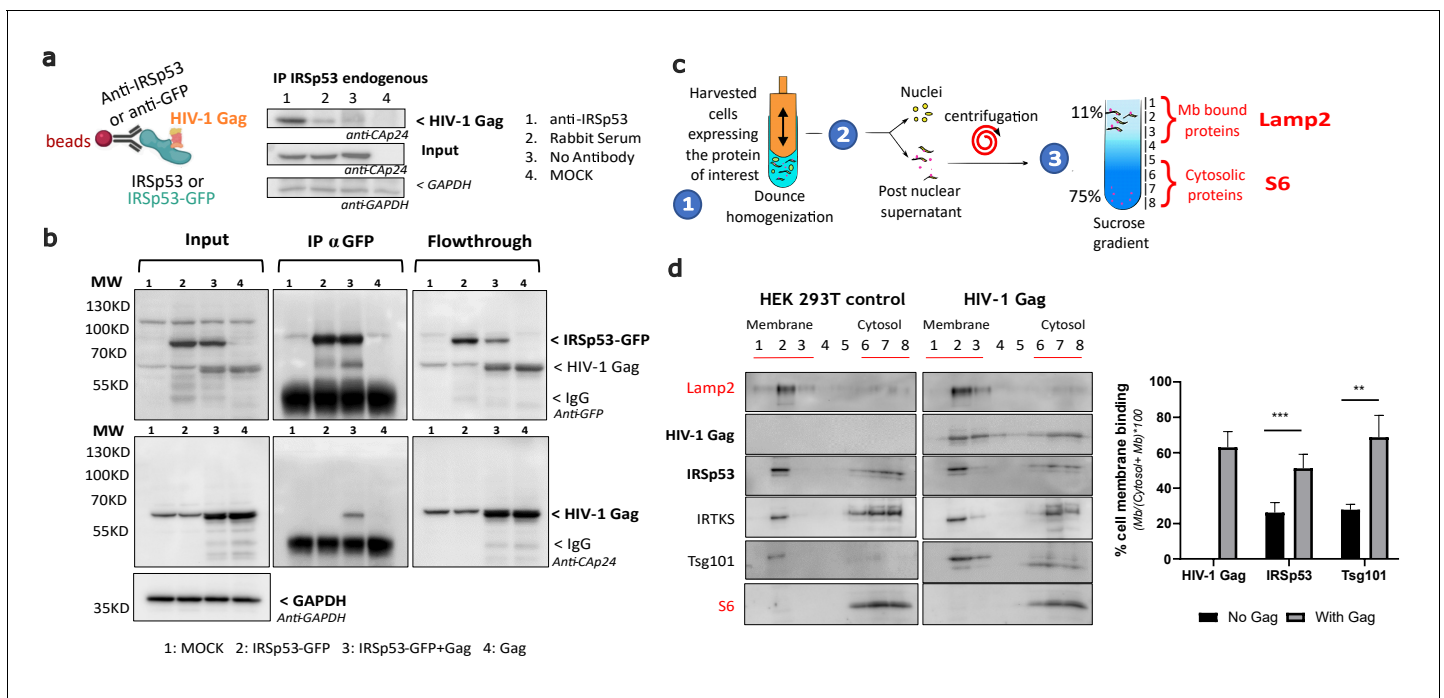 a
Anti-IRSp53
or anti-GFP
HIV-1 Gag
beads
IRSp53 or
IRSp53-GFP
IP IRSp53 endogenous
1 2 3 4
< HIV-1 Gag
anti-CAp24
Input
anti-CAp24
< GAPDH
anti-GAPDH
1. anti-IRSp53
2. Rabbit Serum
3. No Antibody
4. MOCK
c
Harvested
cells
expressing
the protein
of interest
1
Dounce
homogenization
2
Nuclei
Post nuclear
supernatant
centrifugation
3
11%
75%
1
2
3
4
5
6
7
8
Sucrose
gradient
Mb bound
proteins
Lamp2
Cytosolic
proteins
S6
b
Input IP α GFP Flowthrough
MW 1 2 3 4 1 2 3 4 1 2 3 4
130KD
100KD
70KD
55KD
< IRSp53-GFP
< HIV-1 Gag
< IgG
Anti-GFP
MW 1 2 3 4 1 2 3 4 1 2 3 4
130KD
100KD
70KD
55KD
< HIV-1 Gag
< IgG
Anti-CAp24
35KD
< GAPDH
Anti-GAPDH
1: MOCK 2: IRSp53-GFP 3: IRSp53-GFP+Gag 4: Gag
d
HEK 293T control HIV-1 Gag
Membrane Cytosol Membrane Cytosol
1 2 3 4 5 6 7 8 1 2 3 4 5 6 7 8
Lamp2
HIV-1 Gag
IRSp53
IRTKS
Tsg101
S6
% cell membrane binding
(Mb/(Cytosol+ Mb)*100
100
80
60
40
20
0
***
**
HIV-1 Gag IRSp53 Tsg101
No Gag With Gag